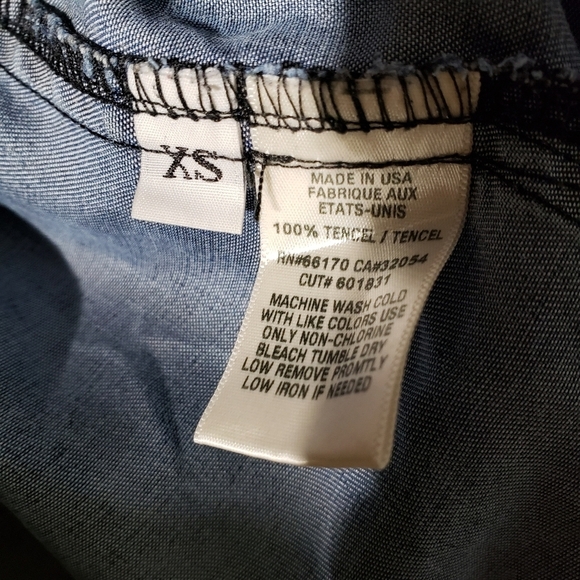 XS
MADE IN USA
FABRIQUE AUX
ETATS-UNIS
100% TENCEL / TENCEL
RN#66170 CA#32054
CUT# 601831
MACHINE WASH COLD
WITH LIKE COLORS USE
ONLY NON-CHLORINE
BLEACH TUMBLE DRY
LOW REMOVE PROMTLY
LOW IRON IF NEEDED